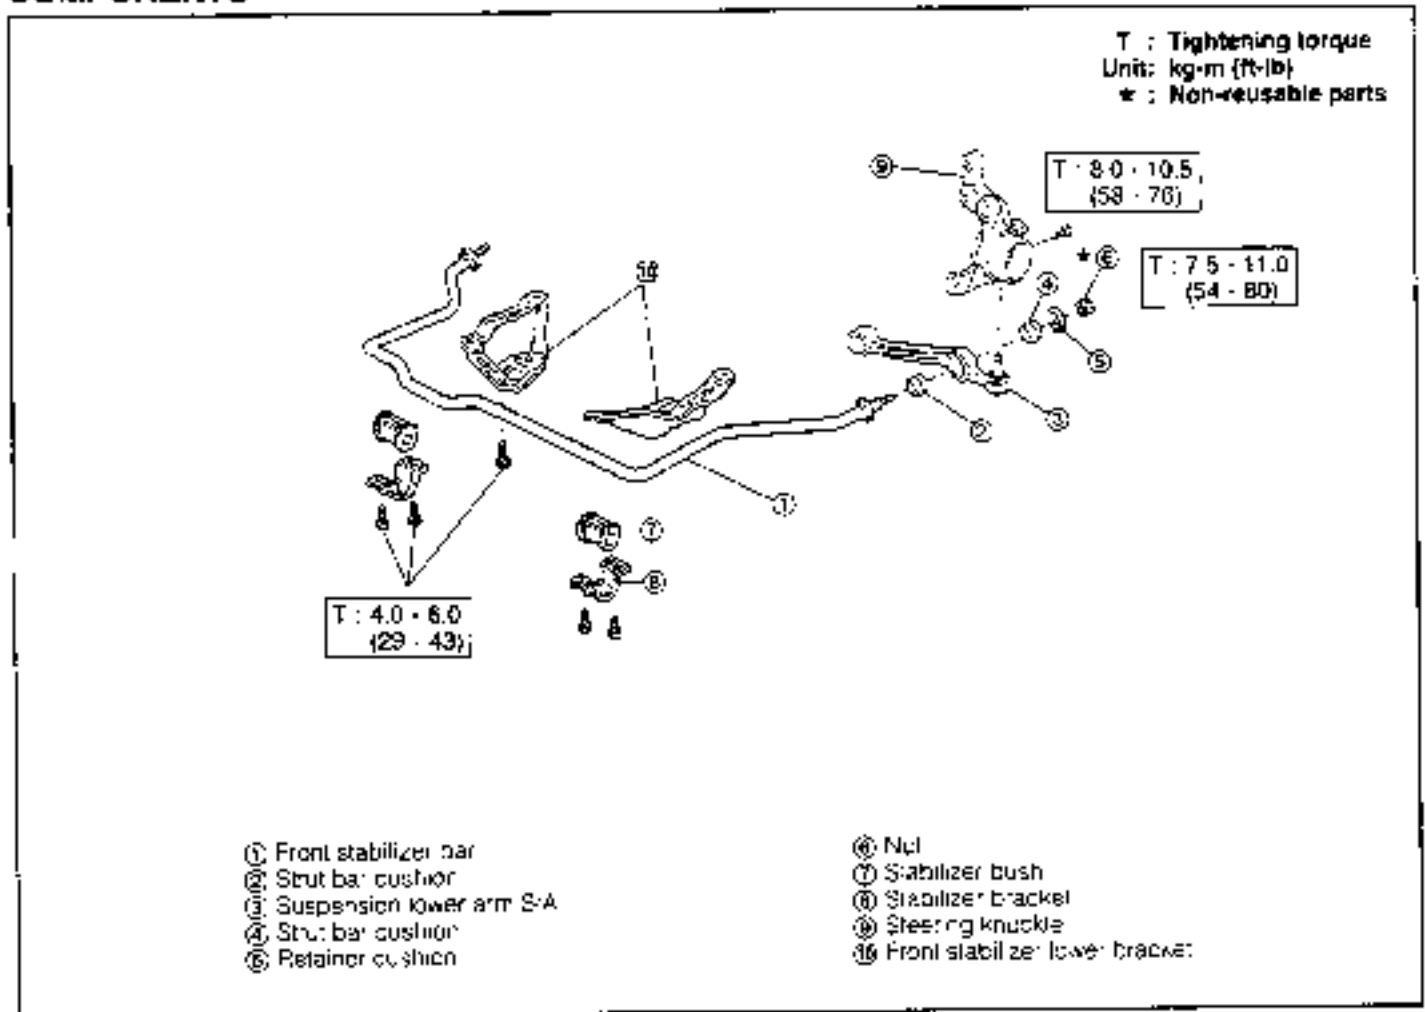 COMPONENTS
T : Tightening torque
Unit: kg-m (ft-lb)
★ : Non-reusable parts
⑨
T : 8.0 - 10.5
(58 - 76)
★ ⑥
T : 7.5 - 11.0
(54 - 80)
⑩
④
⑤
②
③
①
⑦
⑧
T : 4.0 - 6.0
(29 - 43)
① Front stabilizer bar
② Strut bar cushion
③ Suspension lower arm S/A
④ Strut bar cushion
⑤ Retainer cushion
⑥ Nut
⑦ Stabilizer bush
⑧ Stabilizer bracket
⑨ Steering knuckle
⑩ Front stabilizer lower bracket